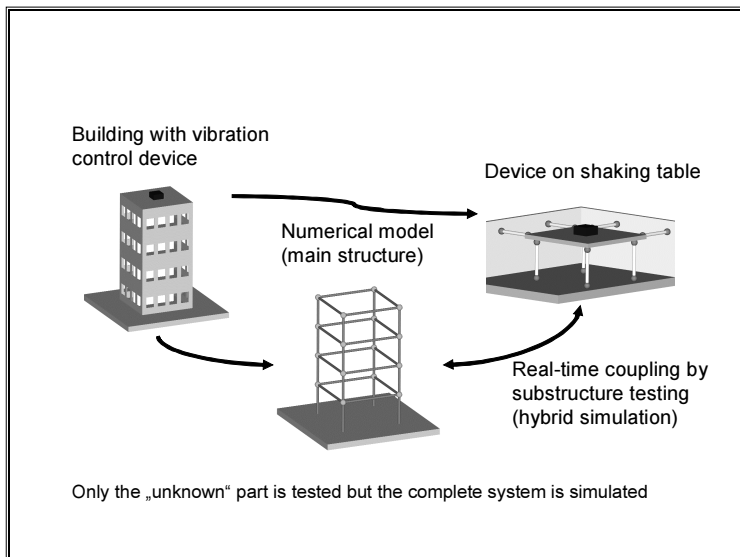 Building with vibration
control device
Device on shaking table
Numerical model
(main structure)
Real-time coupling by
substructure testing
(hybrid simulation)
Only the „unknown“ part is tested but the complete system is simulated